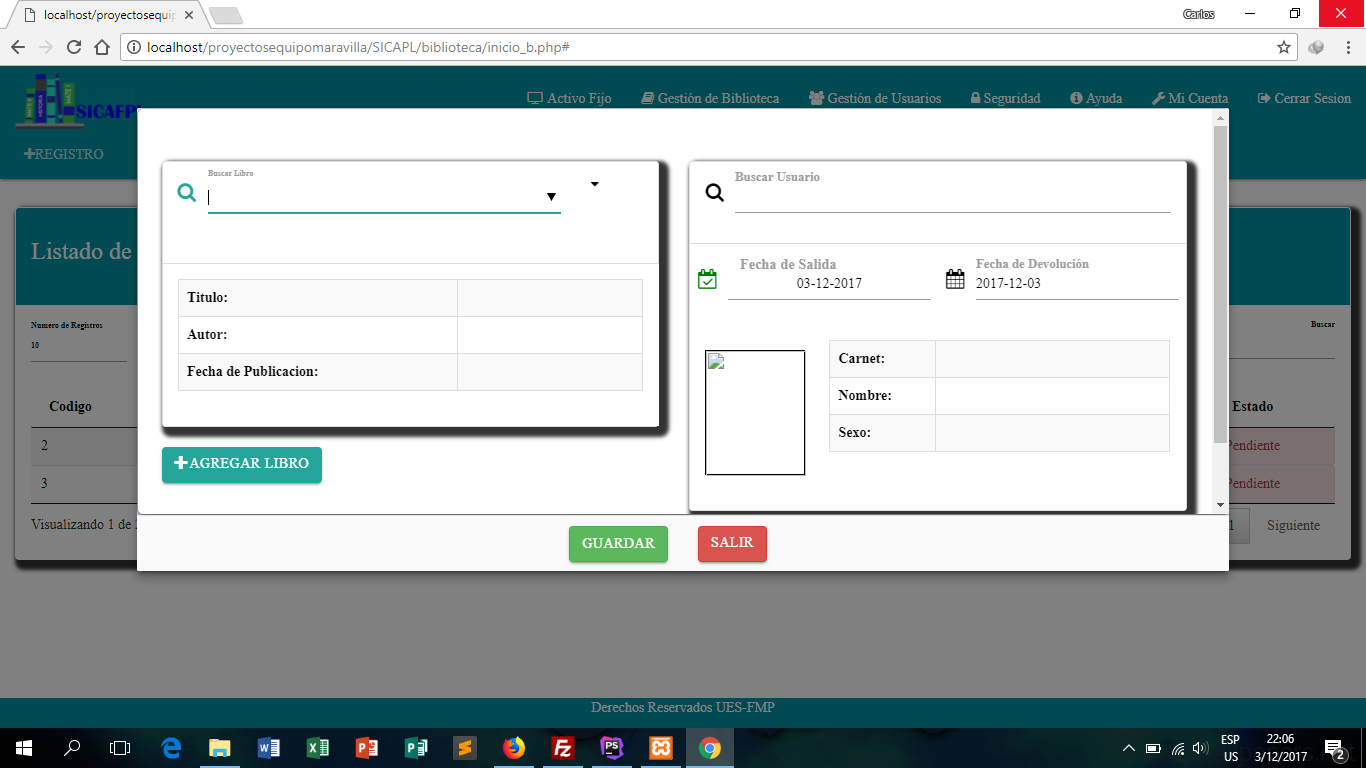 localhost/proyectosequip
Carlos
localhost/proyectosequipomaravilla/SICAPL/biblioteca/inicio_b.php#
SICAFP
Activo Fijo
Gestión de Biblioteca
Gestión de Usuarios
Seguridad
Ayuda
Mi Cuenta
Cerrar Sesion
REGISTRO
Listado de
Numero de Registros
10
Buscar
Codigo
Estado
2
Pendiente
3
Pendiente
Visualizando 1 de
1
Siguiente
Buscar Libro
Titulo:
Autor:
Fecha de Publicacion:
AGREGAR LIBRO
Buscar Usuario
Fecha de Salida
03-12-2017
Fecha de Devolución
2017-12-03
Carnet:
Nombre:
Sexo:
GUARDAR
SALIR
Derechos Reservados UES-FMP
ESP
US
22:06
3/12/2017
2